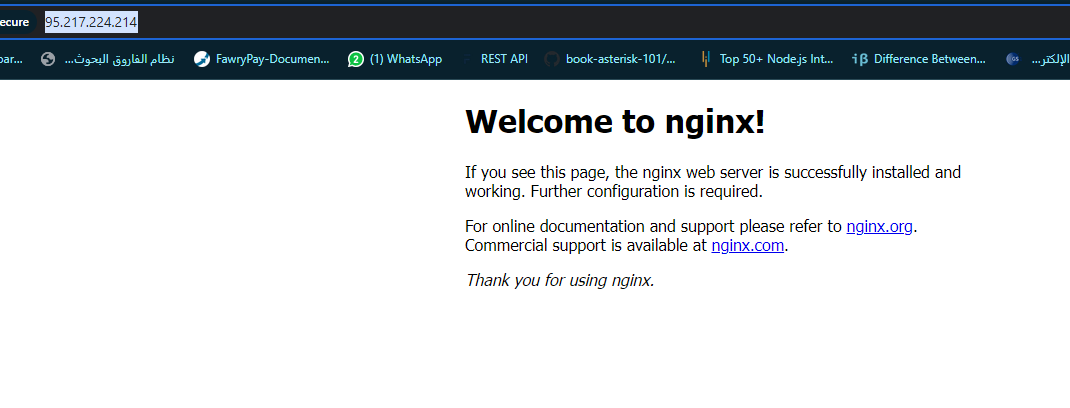 ecure 95.217.224.214
bar... نظام الفاروق البحوث... FawryPay-Documen... (1) WhatsApp REST API book-asterisk-101/... Top 50+ Node.js Int... Difference Between... الإلكتر...
Welcome to nginx!
If you see this page, the nginx web server is successfully installed and
working. Further configuration is required.
For online documentation and support please refer to nginx.org.
Commercial support is available at nginx.com.
Thank you for using nginx.